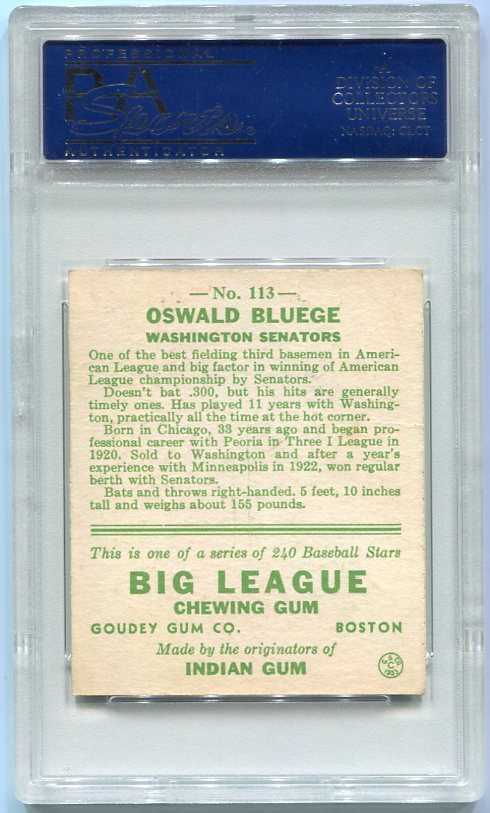 PROFESSIONAL
PSA
Sports®
AUTHENTICATOR
A
DIVISION OF
COLLECTORS
UNIVERSE
NASDAQ: CLCT
— No. 113 —
OSWALD BLUEGE
WASHINGTON SENATORS
One of the best fielding third basemen in Ameri-
can League and big factor in winning of American
League championship by Senators.
Doesn't bat .300, but his hits are generally
timely ones. Has played 11 years with Washing-
ton, practically all the time at the hot corner.
Born in Chicago, 33 years ago and began pro-
fessional career with Peoria in Three I League in
1920. Sold to Washington and after a year's
experience with Minneapolis in 1922, won regular
berth with Senators.
Bats and throws right-handed. 5 feet, 10 inches
tall and weighs about 155 pounds.
This is one of a series of 240 Baseball Stars
BIG LEAGUE
CHEWING GUM
GOUDEY GUM CO. BOSTON
Made by the originators of
INDIAN GUM
G. G. CO.
C
1933